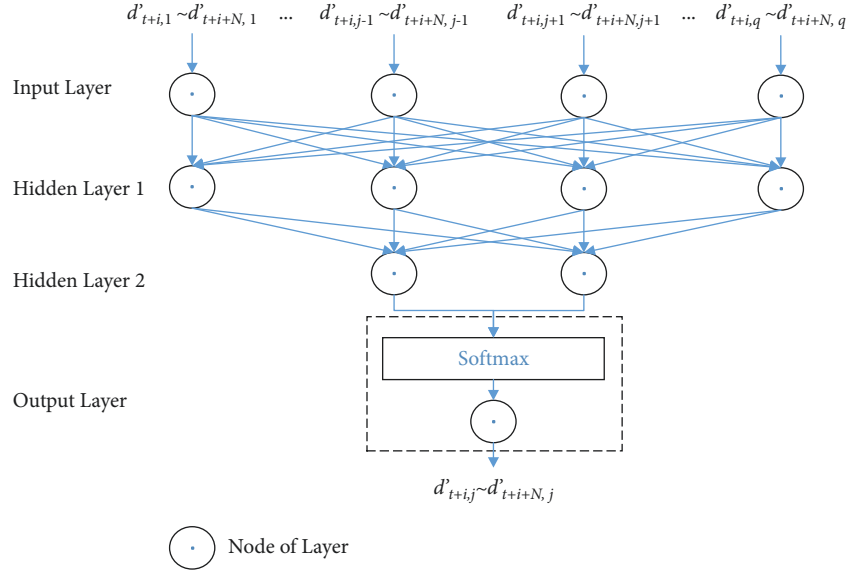 d’t+i,1 ~d’t+i+N, 1 ... d’t+i,j-1 ~d’t+i+N, j-1 d’t+i,j+1 ~d’t+i+N,j+1 ... d’t+i,q ~d’t+i+N, q
Input Layer
Hidden Layer 1
Hidden Layer 2
Softmax
Output Layer
d’t+i,j~d’t+i+N, j
Node of Layer